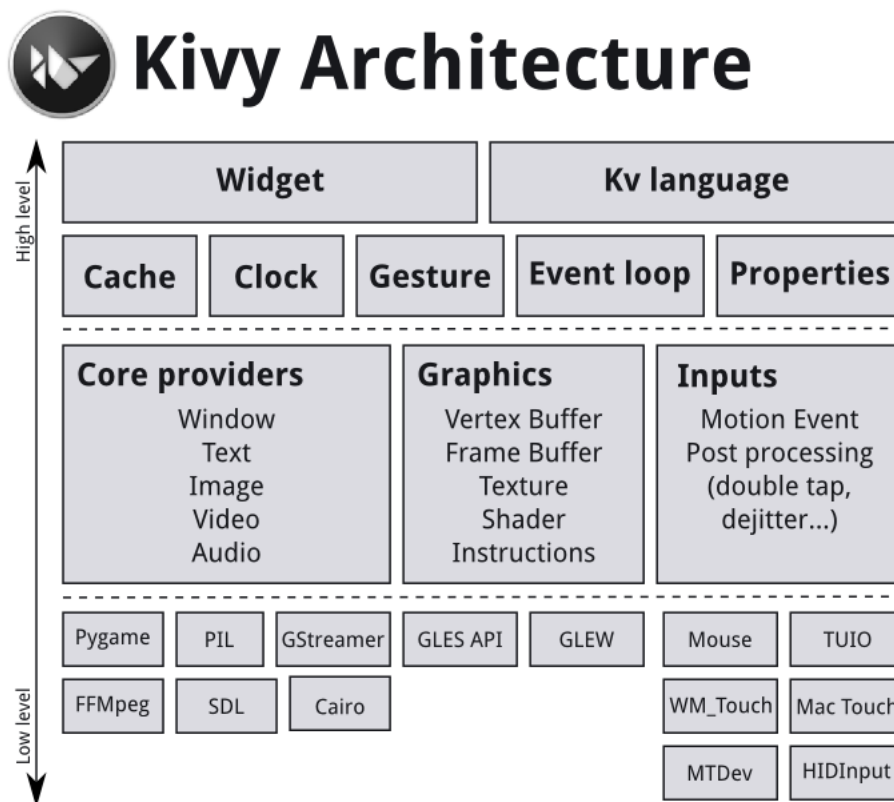 Kivy Architecture
High level
Widget
Kv language
Cache
Clock
Gesture
Event loop
Properties
Core providers
Window
Text
Image
Video
Audio
Graphics
Vertex Buffer
Frame Buffer
Texture
Shader
Instructions
Inputs
Motion Event
Post processing
(double tap,
dejitter...)
Low level
Pygame
PIL
GStreamer
GLES API
GLEW
Mouse
TUIO
FFMpeg
SDL
Cairo
WM_Touch
Mac Touch
MTDev
HIDInput